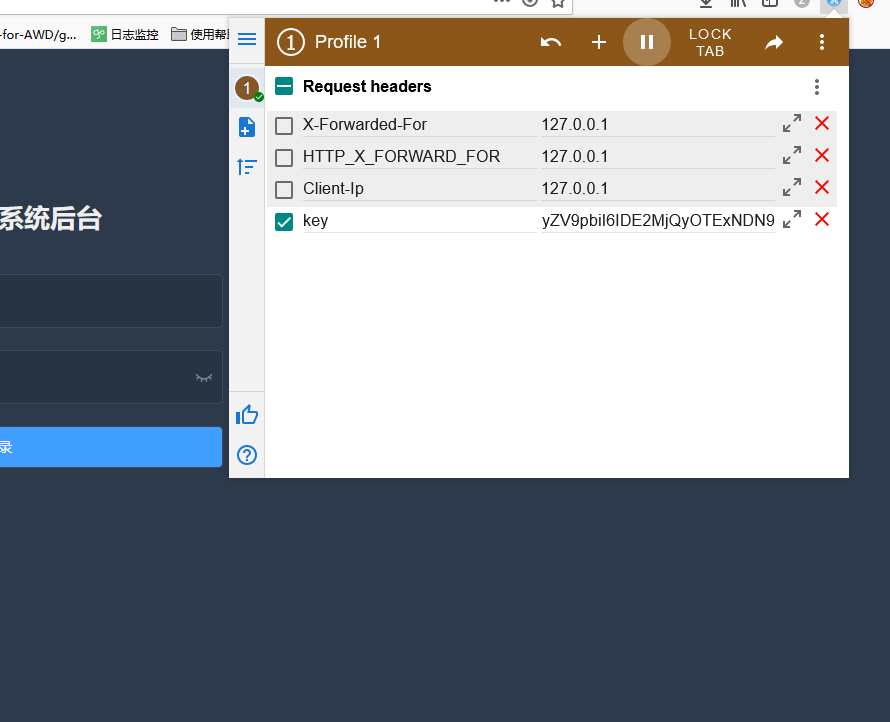 -for-AWD/g... 日志监控 使用帮
1 Profile 1 LOCK TAB
1 Request headers
X-Forwarded-For 127.0.0.1
HTTP_X_FORWARD_FOR 127.0.0.1
Client-Ip 127.0.0.1
key yZV9pbiI6IDE2MjQyOTExNDN9
系统后台
录